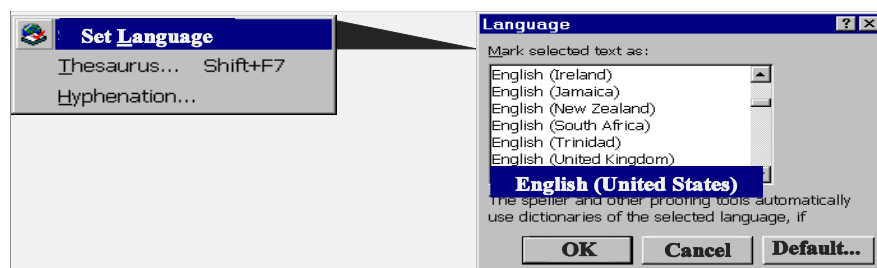 Set Language
Thesaurus... Shift+F7
Hyphenation...
Language
Mark selected text as:
English (Ireland)
English (Jamaica)
English (New Zealand)
English (South Africa)
English (Trinidad)
English (United Kingdom)
English (United States)
The speller and other proofing tools automatically
use dictionaries of the selected language, if
OK Cancel Default...